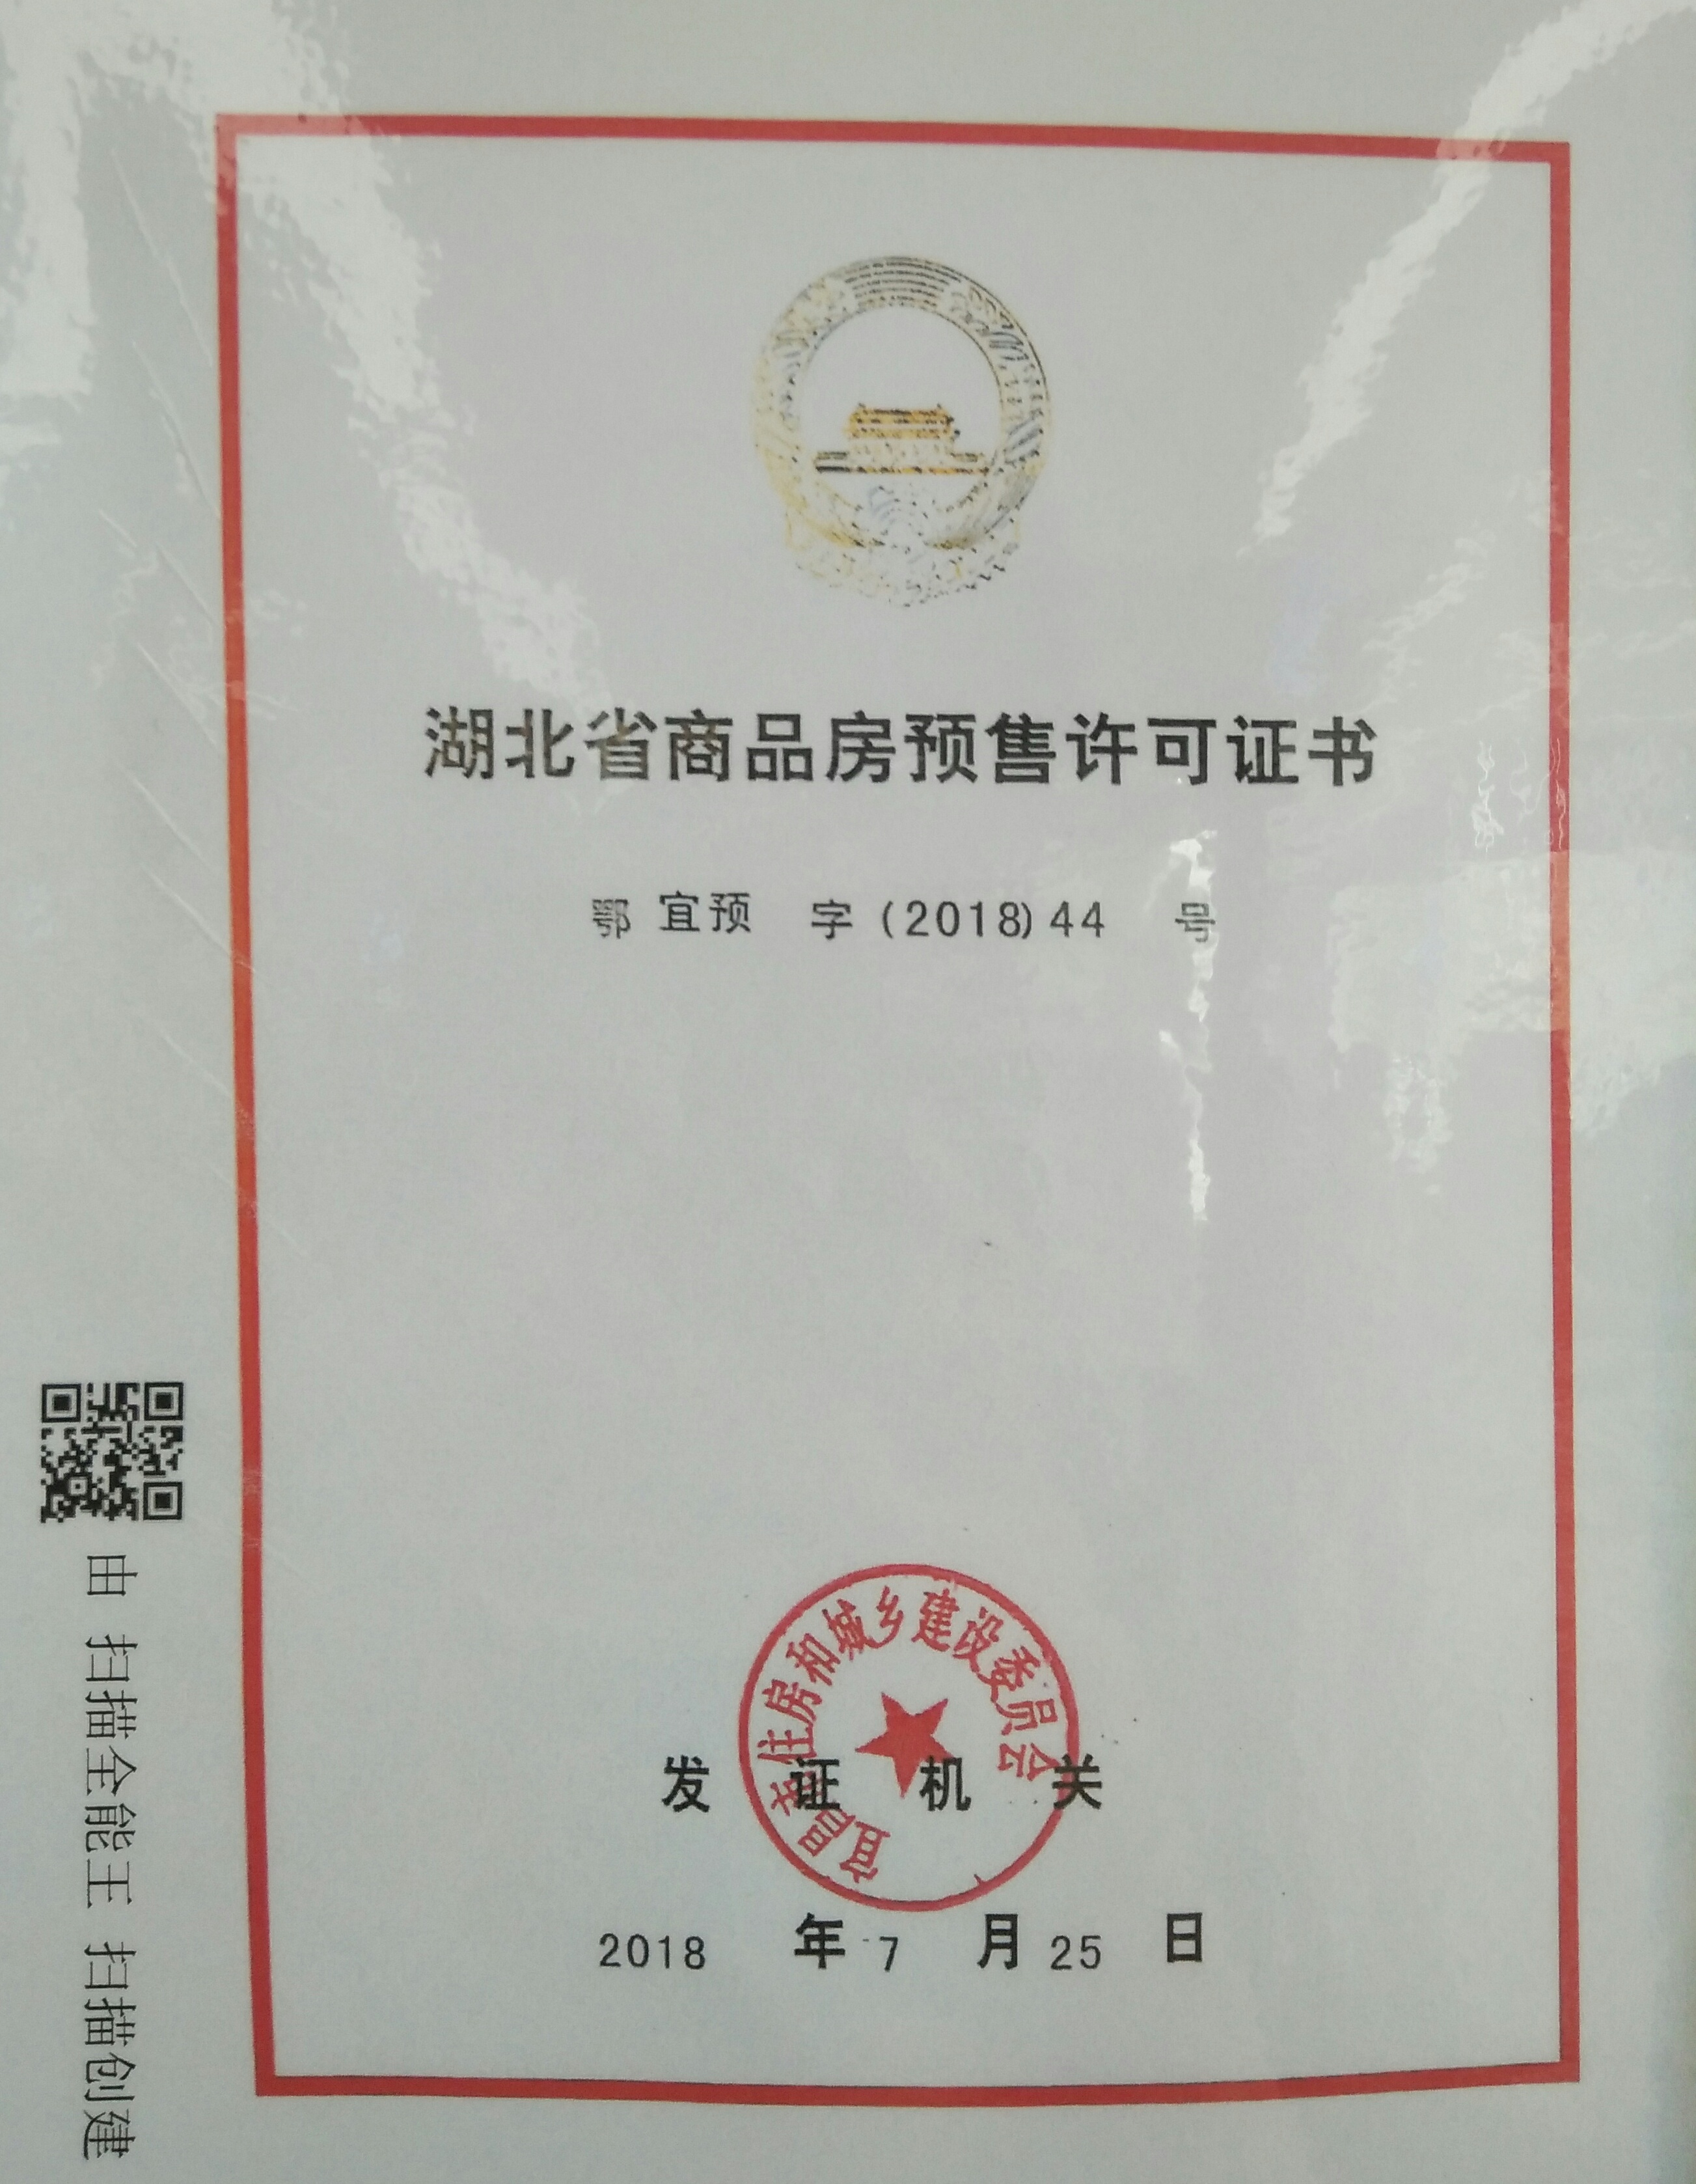 湖北省商品房预售许可证书
鄂 宜预 字 (2018) 44 号
宜昌市住房和城乡建设委员会
发 证 机 关
2018 年 7 月 25 日
由 扫描全能王 扫描创建